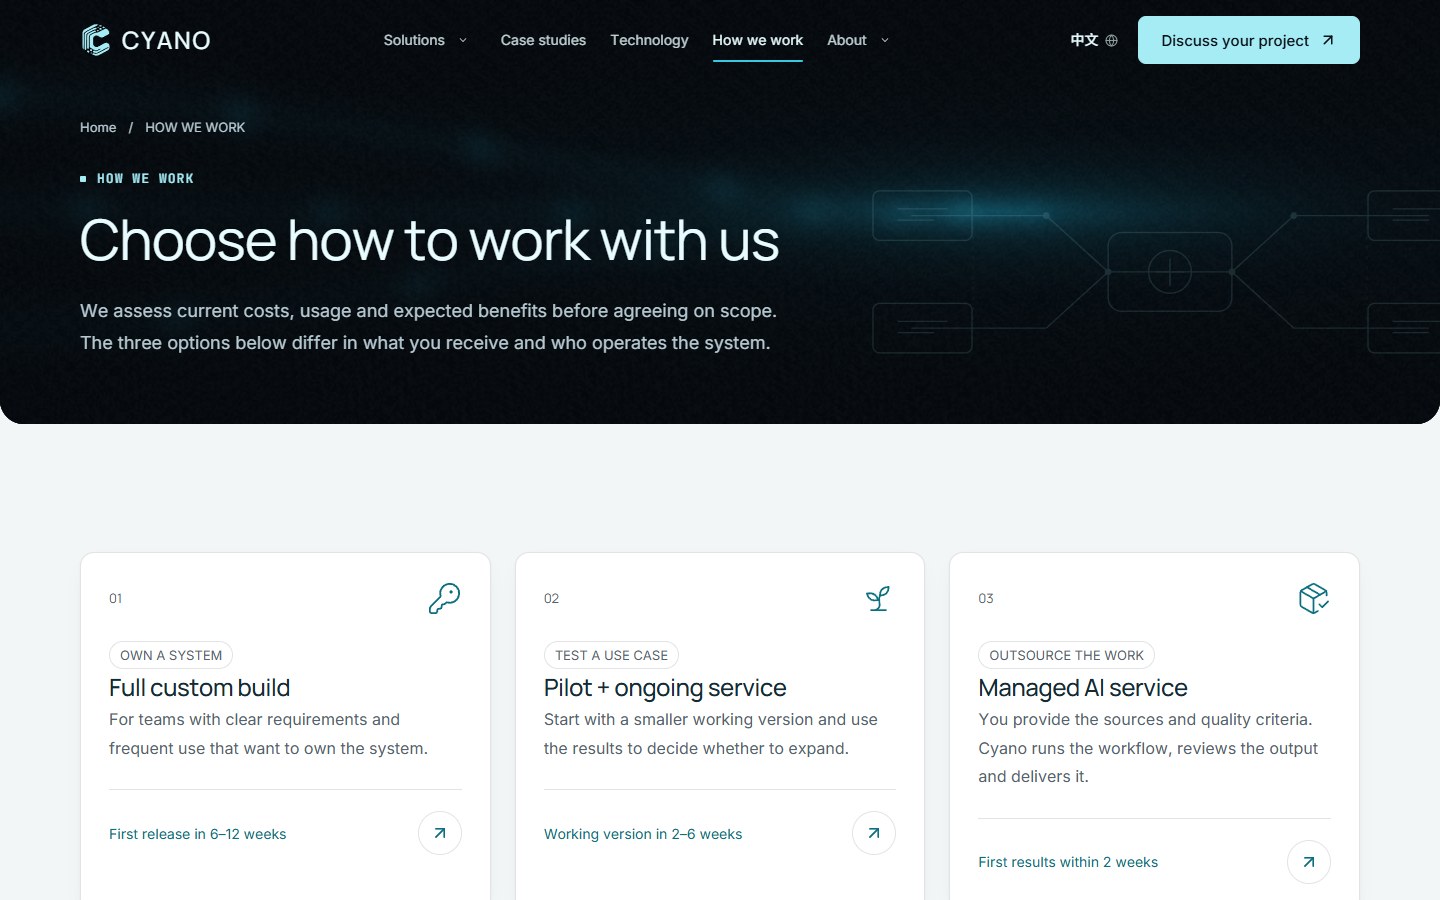 CYANO
Solutions
Case studies
Technology
How we work
About
中文
Discuss your project
Home / HOW WE WORK
HOW WE WORK
Choose how to work with us
We assess current costs, usage and expected benefits before agreeing on scope.
The three options below differ in what you receive and who operates the system.
01
OWN A SYSTEM
Full custom build
For teams with clear requirements and
frequent use that want to own the system.
First release in 6–12 weeks
02
TEST A USE CASE
Pilot + ongoing service
Start with a smaller working version and use
the results to decide whether to expand.
Working version in 2–6 weeks
03
OUTSOURCE THE WORK
Managed AI service
You provide the sources and quality criteria.
Cyano runs the workflow, reviews the output
and delivers it.
First results within 2 weeks